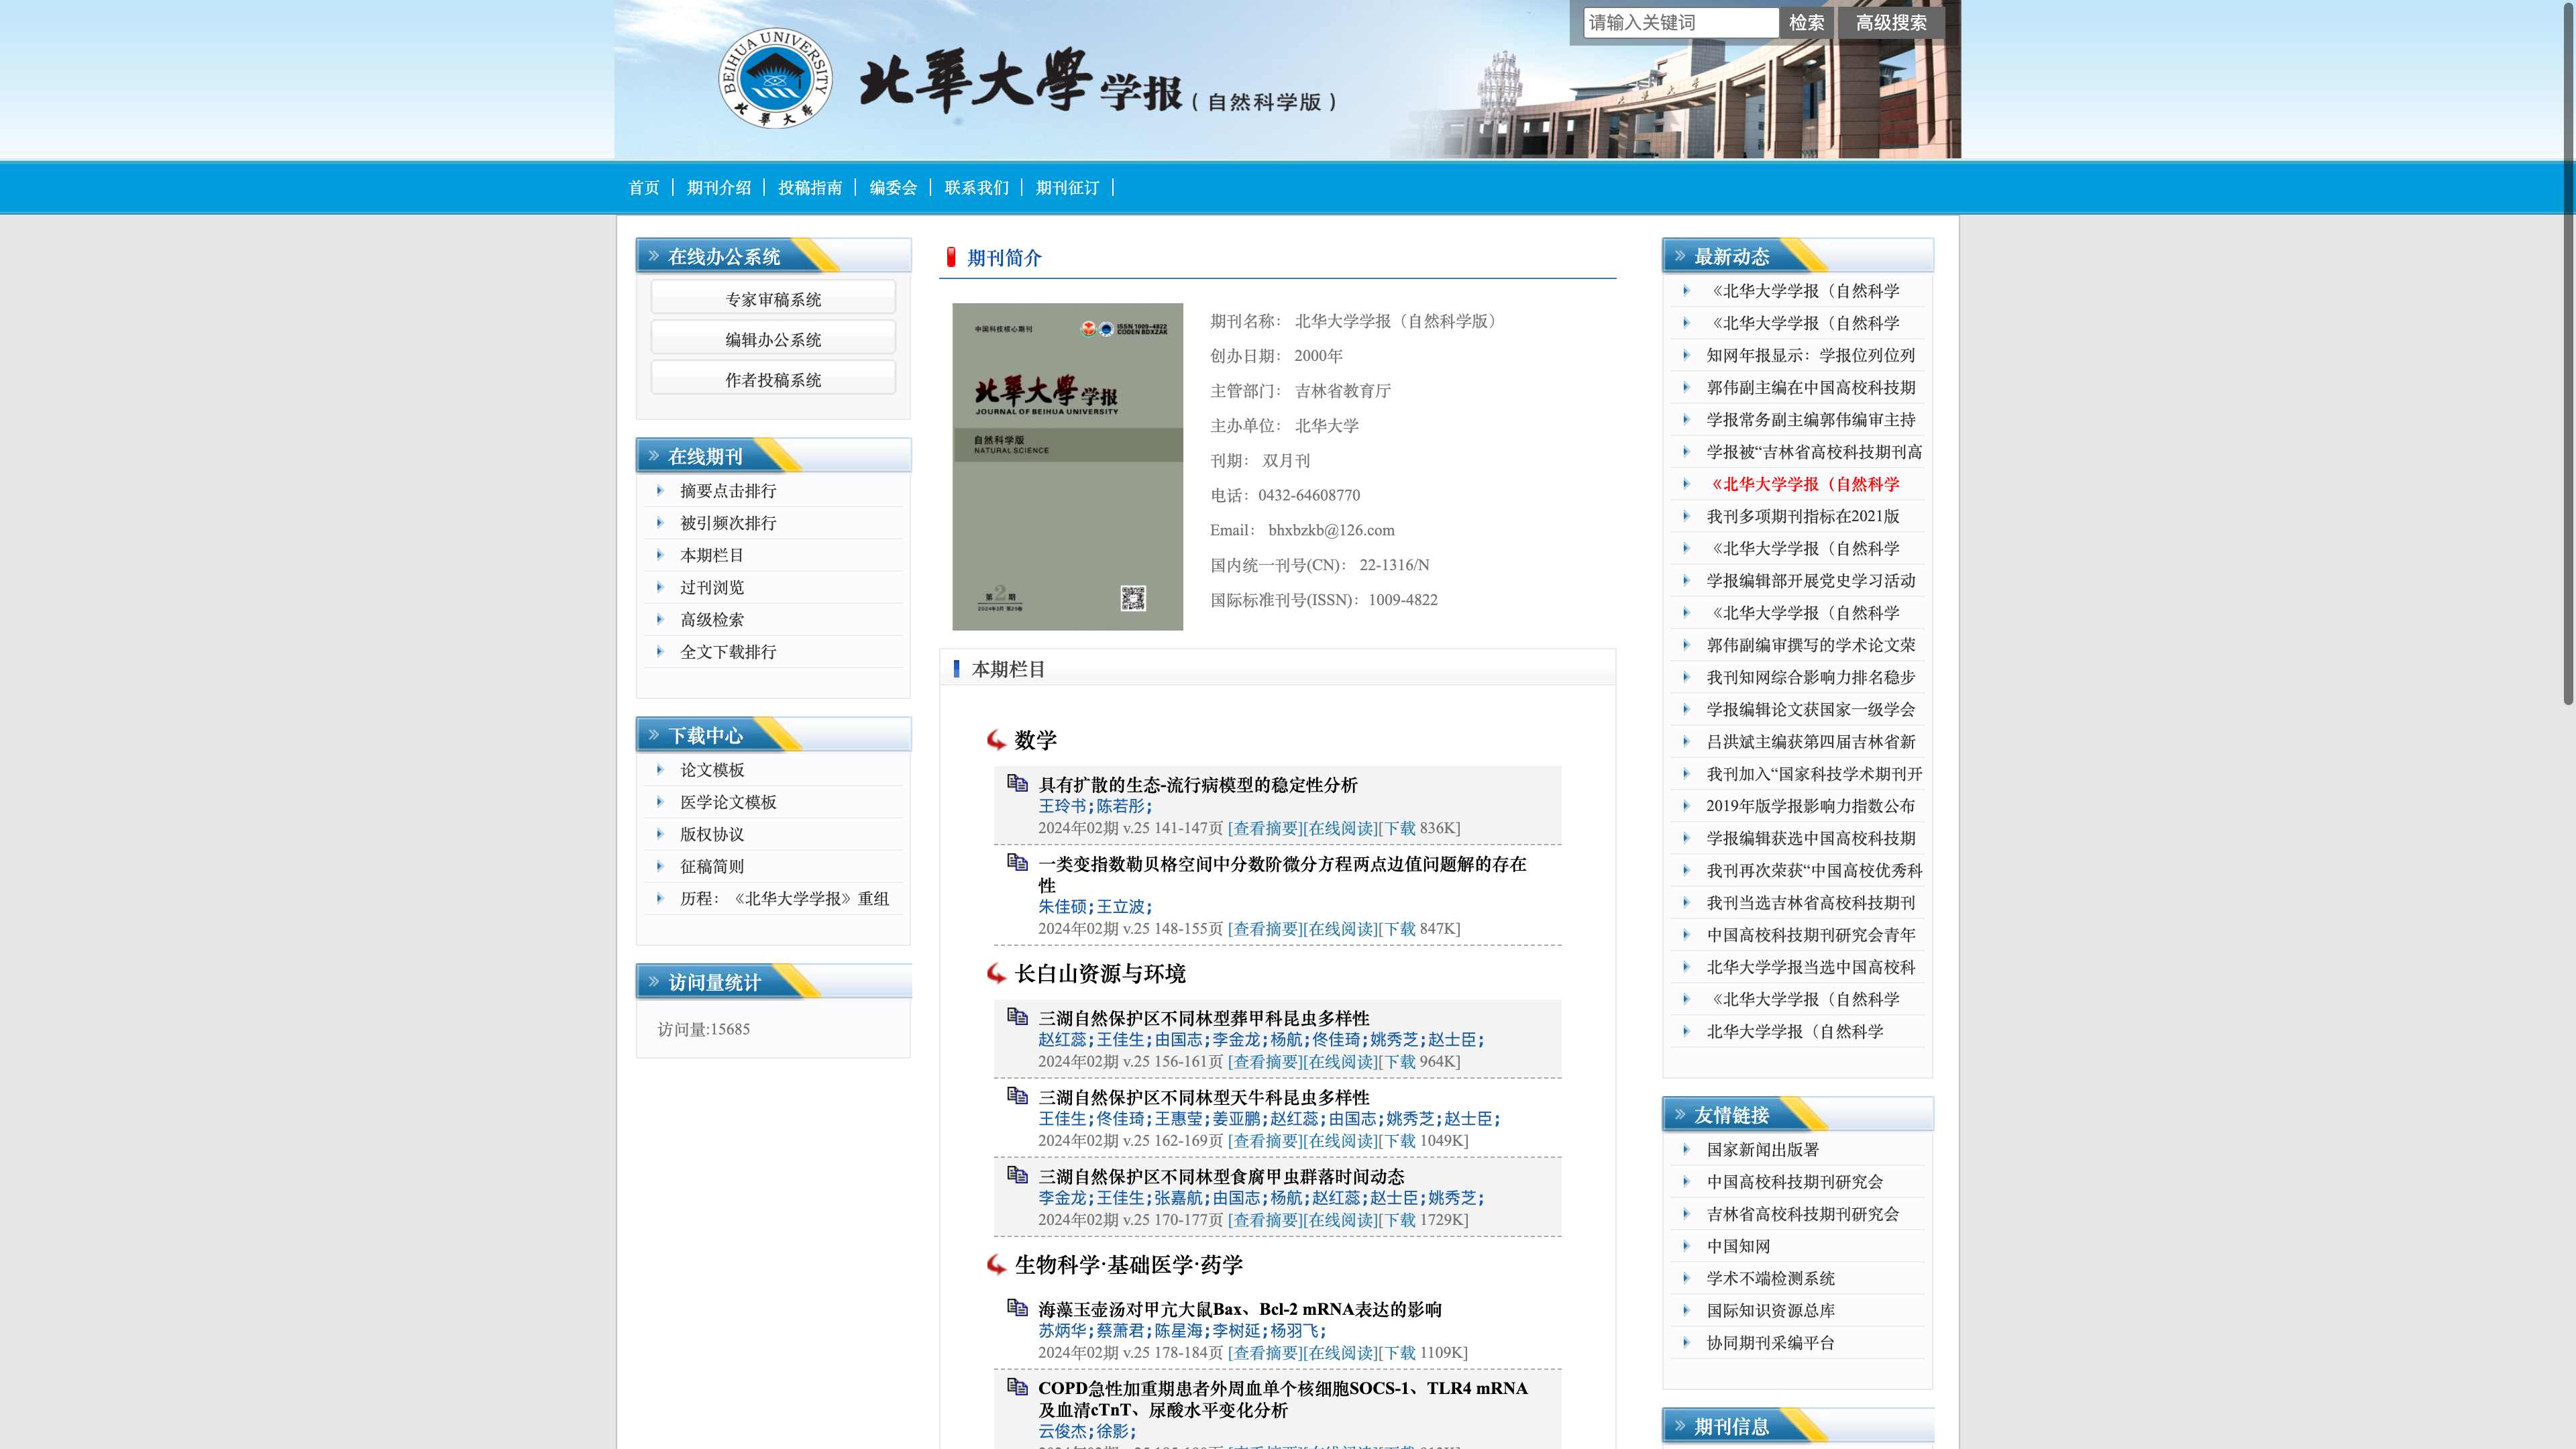 BEIHUA UNIVERSITY
北华大学
北華大學 学报（自然科学版）
请输入关键词 检索 高级搜索
首页 期刊介绍 投稿指南 编委会 联系我们 期刊征订
在线办公系统
专家审稿系统
编辑办公系统
作者投稿系统
在线期刊
摘要点击排行
被引频次排行
本期栏目
过刊浏览
高级检索
全文下载排行
下载中心
论文模板
医学论文模板
版权协议
征稿简则
历程：《北华大学学报》重组
访问量统计
访问量:15685
期刊简介
中国科技核心期刊
ISSN 1009-4822
CODEN BDXZAK
北華大學学报
JOURNAL OF BEIHUA UNIVERSITY
自然科学版
NATURAL SCIENCE
第2期
2024年3月 第25卷
期刊名称： 北华大学学报（自然科学版）
创办日期： 2000年
主管部门： 吉林省教育厅
主办单位： 北华大学
刊期： 双月刊
电话：0432-64608770
Email： bhxbzkb@126.com
国内统一刊号(CN)： 22-1316/N
国际标准刊号(ISSN)：1009-4822
本期栏目
数学
具有扩散的生态-流行病模型的稳定性分析
王玲书;陈若彤;
2024年02期 v.25 141-147页 [查看摘要][在线阅读][下载 836K]
一类变指数勒贝格空间中分数阶微分方程两点边值问题解的存在
性
朱佳硕;王立波;
2024年02期 v.25 148-155页 [查看摘要][在线阅读][下载 847K]
长白山资源与环境
三湖自然保护区不同林型葬甲科昆虫多样性
赵红蕊;王佳生;由国志;李金龙;杨航;佟佳琦;姚秀芝;赵士臣;
2024年02期 v.25 156-161页 [查看摘要][在线阅读][下载 964K]
三湖自然保护区不同林型天牛科昆虫多样性
王佳生;佟佳琦;王惠莹;姜亚鹏;赵红蕊;由国志;姚秀芝;赵士臣;
2024年02期 v.25 162-169页 [查看摘要][在线阅读][下载 1049K]
三湖自然保护区不同林型食腐甲虫群落时间动态
李金龙;王佳生;张嘉航;由国志;杨航;赵红蕊;赵士臣;姚秀芝;
2024年02期 v.25 170-177页 [查看摘要][在线阅读][下载 1729K]
生物科学·基础医学·药学
海藻玉壶汤对甲亢大鼠Bax、Bcl-2 mRNA表达的影响
苏炳华;蔡萧君;陈星海;李树延;杨羽飞;
2024年02期 v.25 178-184页 [查看摘要][在线阅读][下载 1109K]
COPD急性加重期患者外周血单个核细胞SOCS-1、TLR4 mRNA
及血清cTnT、尿酸水平变化分析
云俊杰;徐影;
最新动态
《北华大学学报（自然科学
《北华大学学报（自然科学
知网年报显示：学报位列位列
郭伟副主编在中国高校科技期
学报常务副主编郭伟编审主持
学报被“吉林省高校科技期刊高
《北华大学学报（自然科学
我刊多项期刊指标在2021版
《北华大学学报（自然科学
学报编辑部开展党史学习活动
《北华大学学报（自然科学
郭伟副编审撰写的学术论文荣
我刊知网综合影响力排名稳步
学报编辑论文获国家一级学会
吕洪斌主编获第四届吉林省新
我刊加入“国家科技学术期刊开
2019年版学报影响力指数公布
学报编辑获选中国高校科技期
我刊再次荣获“中国高校优秀科
我刊当选吉林省高校科技期刊
中国高校科技期刊研究会青年
北华大学学报当选中国高校科
《北华大学学报（自然科学
北华大学学报（自然科学
友情链接
国家新闻出版署
中国高校科技期刊研究会
吉林省高校科技期刊研究会
中国知网
学术不端检测系统
国际知识资源总库
协同期刊采编平台
期刊信息